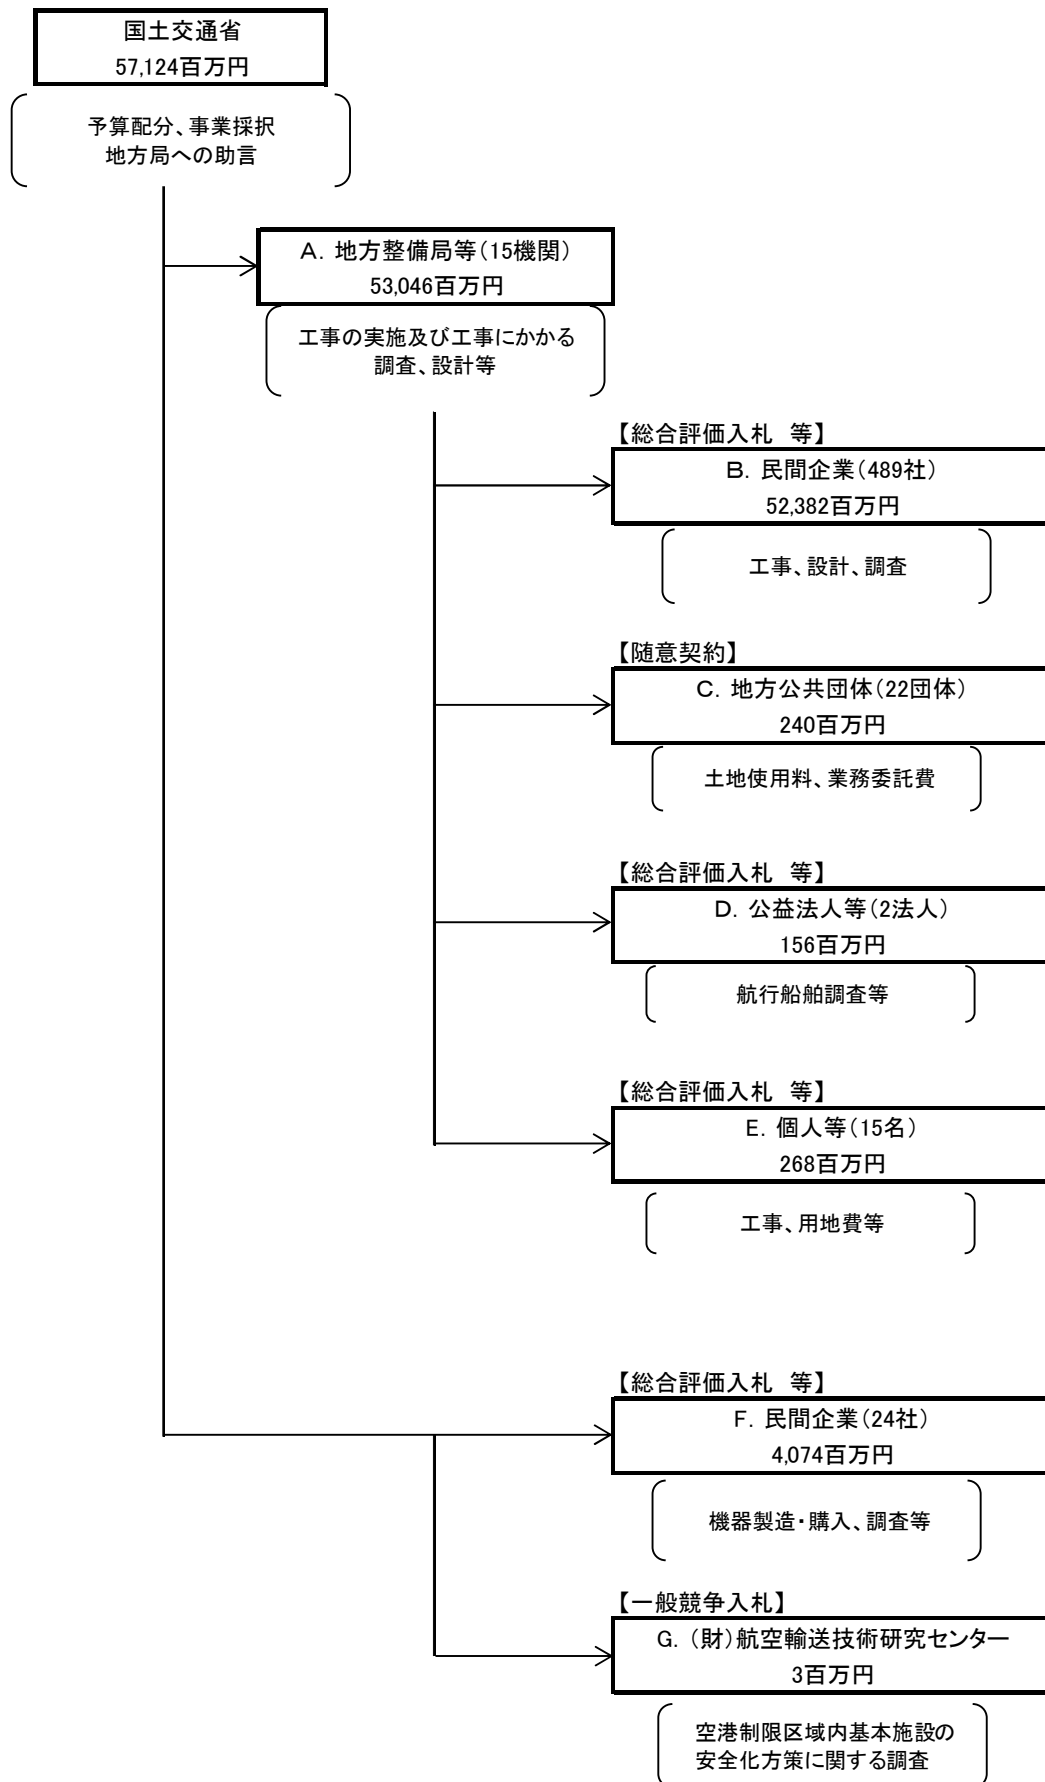 国土交通省
57,124百万円
予算配分、事業採択
地方局への助言
A．地方整備局等（15機関）
53,046百万円
工事の実施及び工事にかかる
調査、設計等
【総合評価入札　等】
B．民間企業（489社）
52,382百万円
工事、設計、調査
【随意契約】
C．地方公共団体（22団体）
240百万円
土地使用料、業務委託費
【総合評価入札　等】
D．公益法人等（2法人）
156百万円
航行船舶調査等
【総合評価入札　等】
E．個人等（15名）
268百万円
工事、用地費等
【総合評価入札　等】
F．民間企業（24社）
4,074百万円
機器製造・購入、調査等
【一般競争入札】
G．（財）航空輸送技術研究センター
3百万円
空港制限区域内基本施設の
安全化方策に関する調査